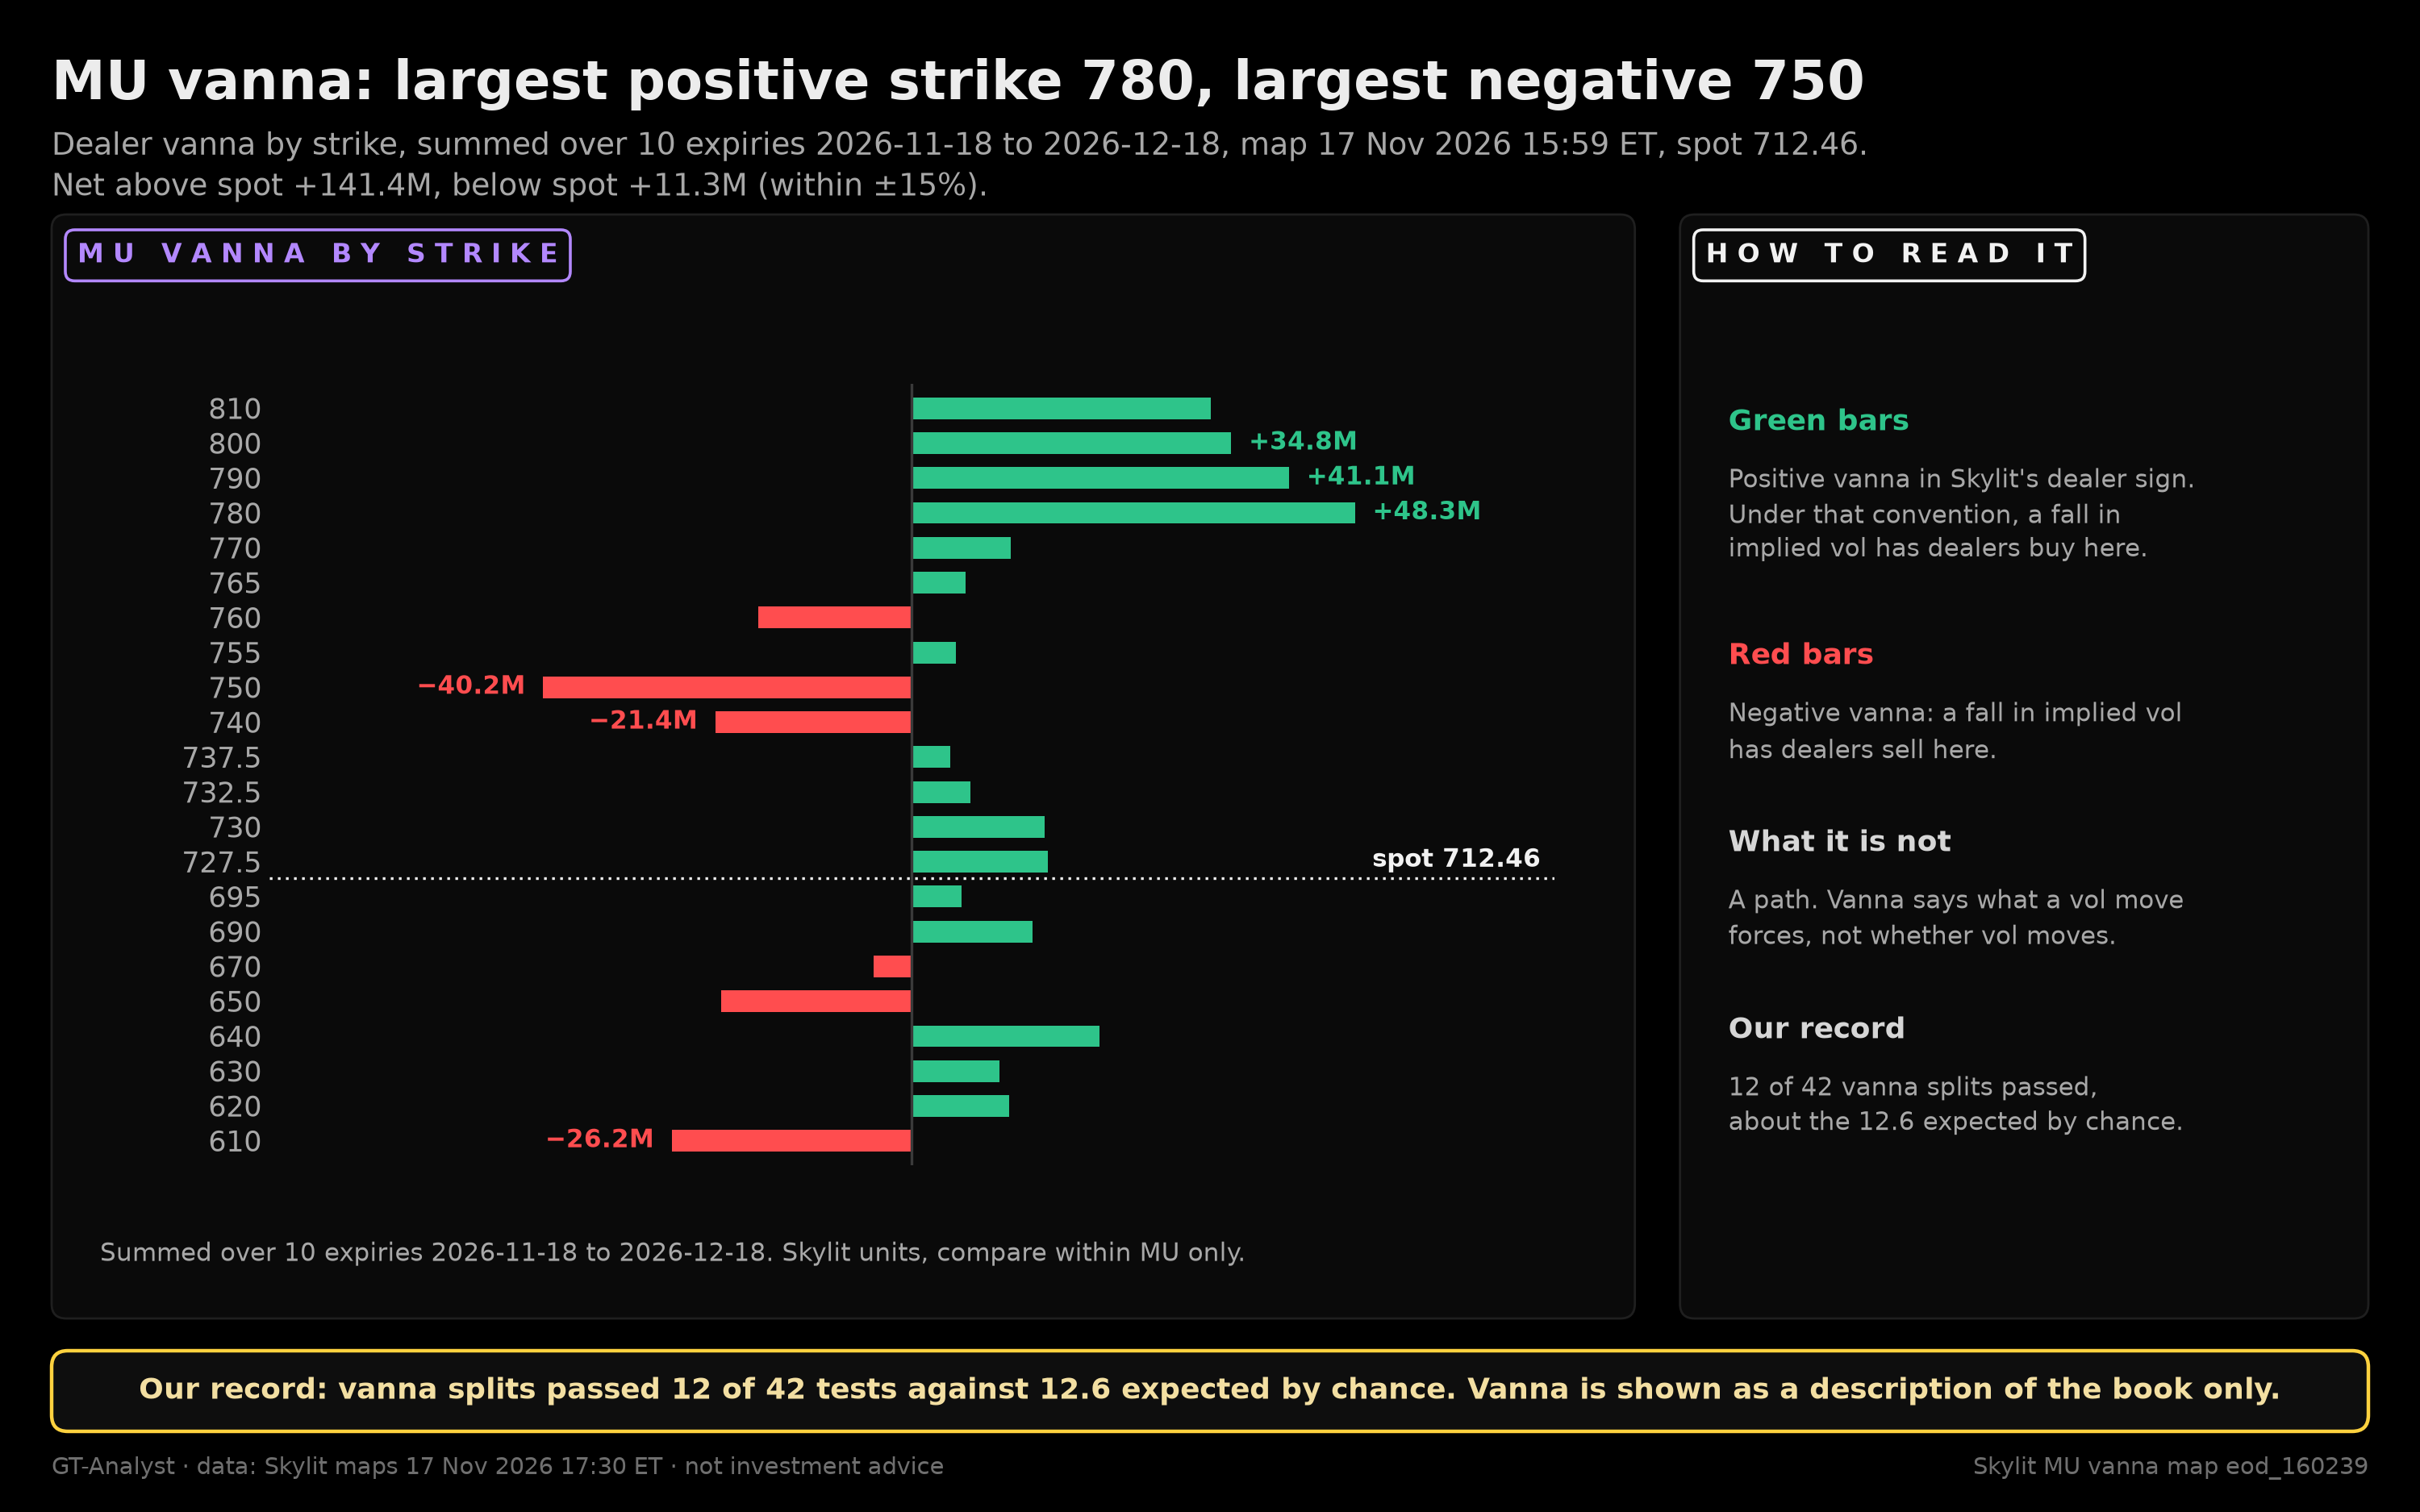 MU vanna: largest positive strike 780, largest negative 750
Dealer vanna by strike, summed over 10 expiries 2026-11-18 to 2026-12-18, map 17 Nov 2026 15:59 ET, spot 712.46.
Net above spot +141.4M, below spot +11.3M (within ±15%).
MU VANNA BY STRIKE
810
800 +34.8M
790 +41.1M
780 +48.3M
770
765
760
755
750 −40.2M
740 −21.4M
737.5
732.5
730
727.5 spot 712.46
695
690
670
650
640
630
620
610 −26.2M
Summed over 10 expiries 2026-11-18 to 2026-12-18. Skylit units, compare within MU only.
HOW TO READ IT
Green bars
Positive vanna in Skylit's dealer sign.
Under that convention, a fall in
implied vol has dealers buy here.
Red bars
Negative vanna: a fall in implied vol
has dealers sell here.
What it is not
A path. Vanna says what a vol move
forces, not whether vol moves.
Our record
12 of 42 vanna splits passed,
about the 12.6 expected by chance.
Our record: vanna splits passed 12 of 42 tests against 12.6 expected by chance. Vanna is shown as a description of the book only.
GT-Analyst · data: Skylit maps 17 Nov 2026 17:30 ET · not investment advice
Skylit MU vanna map eod_160239